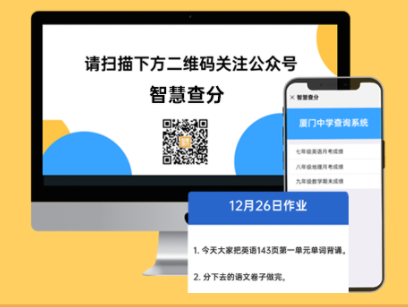 请扫描下方二维码关注公众号
智慧查分
× 智慧查分
厦门中学查询系统
七年级英语月考成绩
八年级地理月考成绩
九年级数学期末成绩
12月26日作业
1. 今天大家把英语143页第一单元单词背诵。
2. 分下去的语文卷子做完。